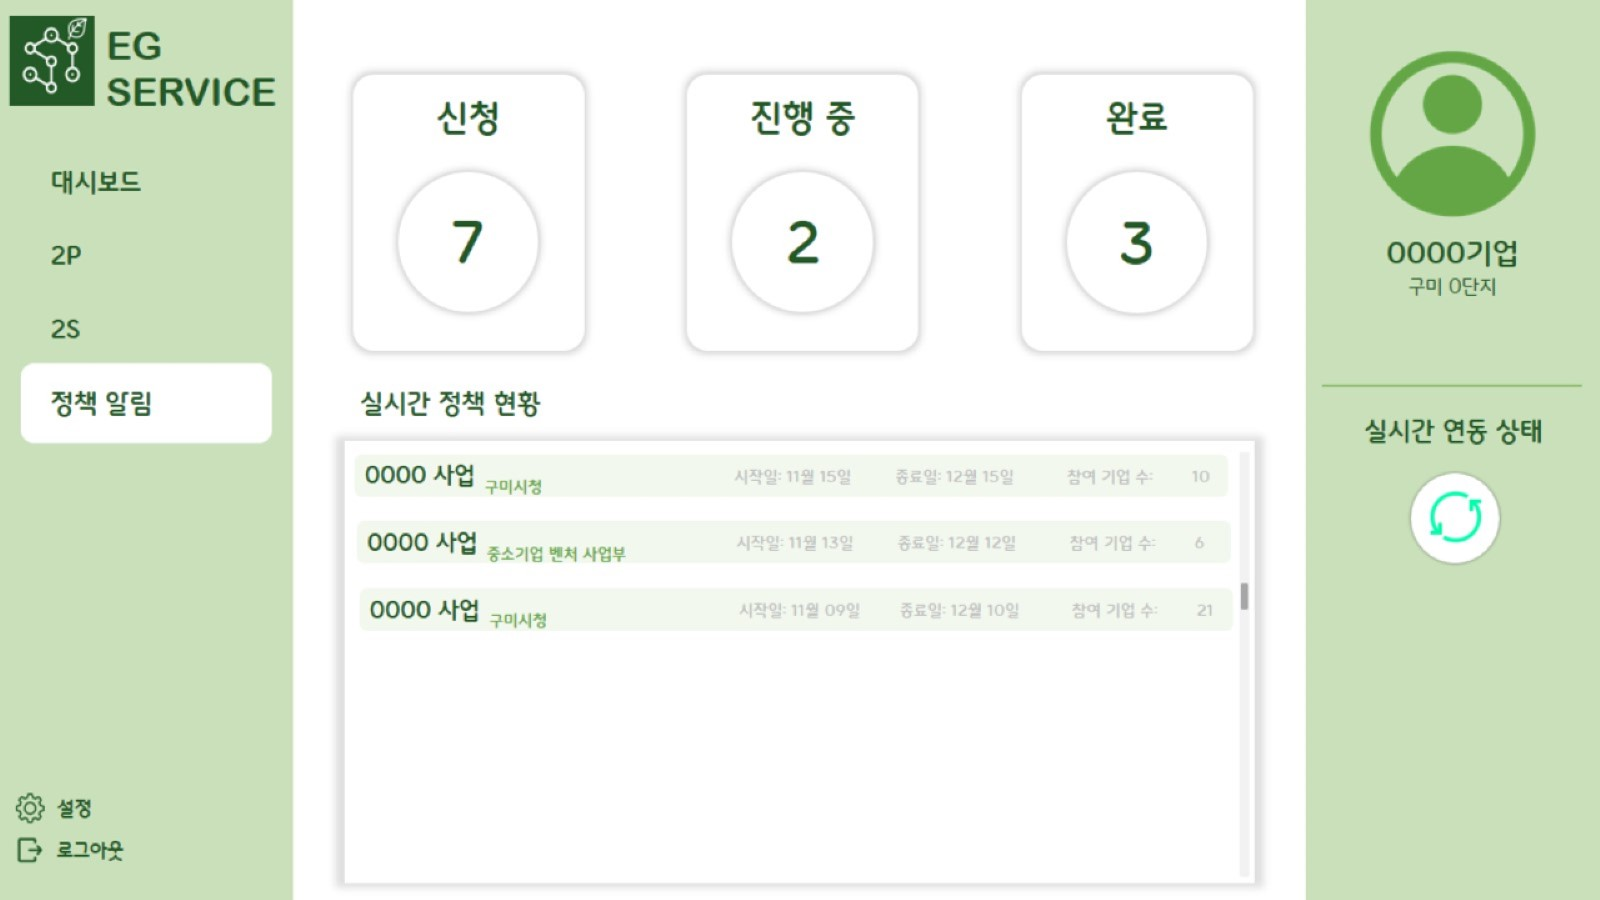 EG
SERVICE
대시보드
2P
2S
정책 알림
설정
로그아웃
신청
7
진행 중
2
완료
3
실시간 정책 현황
0000 사업 구미시청 시작일: 11월 15일 종료일: 12월 15일 참여 기업 수: 10
0000 사업 중소기업 벤처 사업부 시작일: 11월 13일 종료일: 12월 12일 참여 기업 수: 6
0000 사업 구미시청 시작일: 11월 09일 종료일: 12월 10일 참여 기업 수: 21
0000기업
구미 0단지
실시간 연동 상태